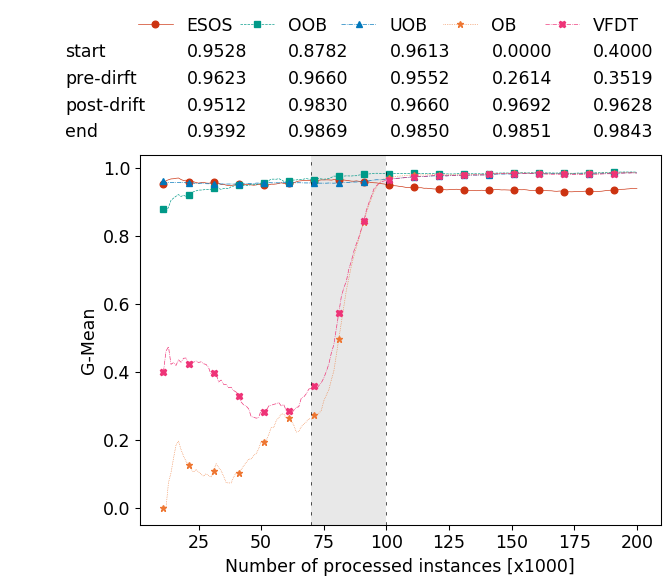 ESOS OOB UOB OB VFDT
start 0.9528 0.8782 0.9613 0.0000 0.4000
pre-dirft 0.9623 0.9660 0.9552 0.2614 0.3519
post-drift 0.9512 0.9830 0.9660 0.9692 0.9628
end 0.9392 0.9869 0.9850 0.9851 0.9843
1.0
0.8
0.6
0.4
0.2
0.0
G-Mean
25 50 75 100 125 150 175 200
Number of processed instances [x1000]